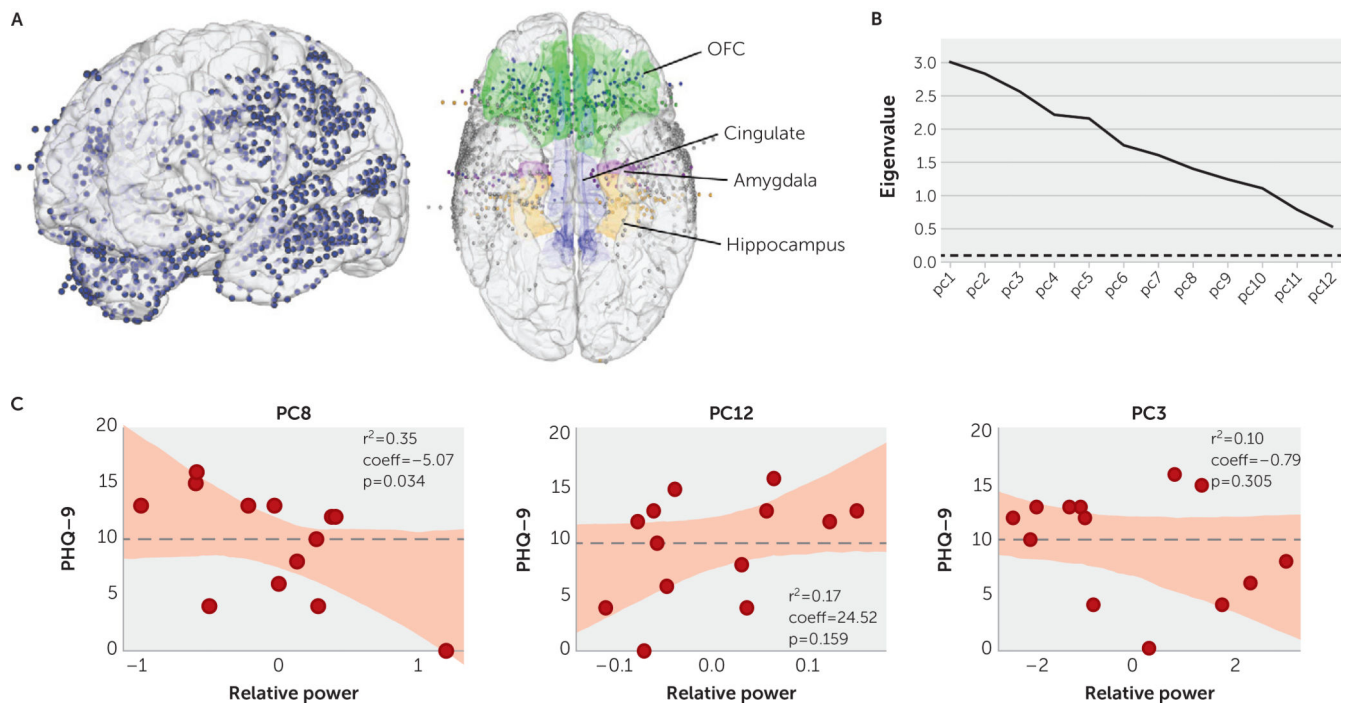 A
OFC
Cingulate
Amygdala
Hippocampus
B
Eigenvalue
3.0
2.5
2.0
1.5
1.0
0.5
0.0
pc1
pc2
pc3
pc4
pc5
pc6
pc7
pc8
pc9
pc10
pc11
pc12
C
PC8
PHQ−9
20
15
10
5
0
r²=0.35
coeff=−5.07
p=0.034
−1
0
1
Relative power
PC12
PHQ−9
20
15
10
5
0
r²=0.17
coeff=24.52
p=0.159
−0.1
0.0
0.1
Relative power
PC3
PHQ−9
20
15
10
5
0
r²=0.10
coeff=−0.79
p=0.305
−2
0
2
Relative power